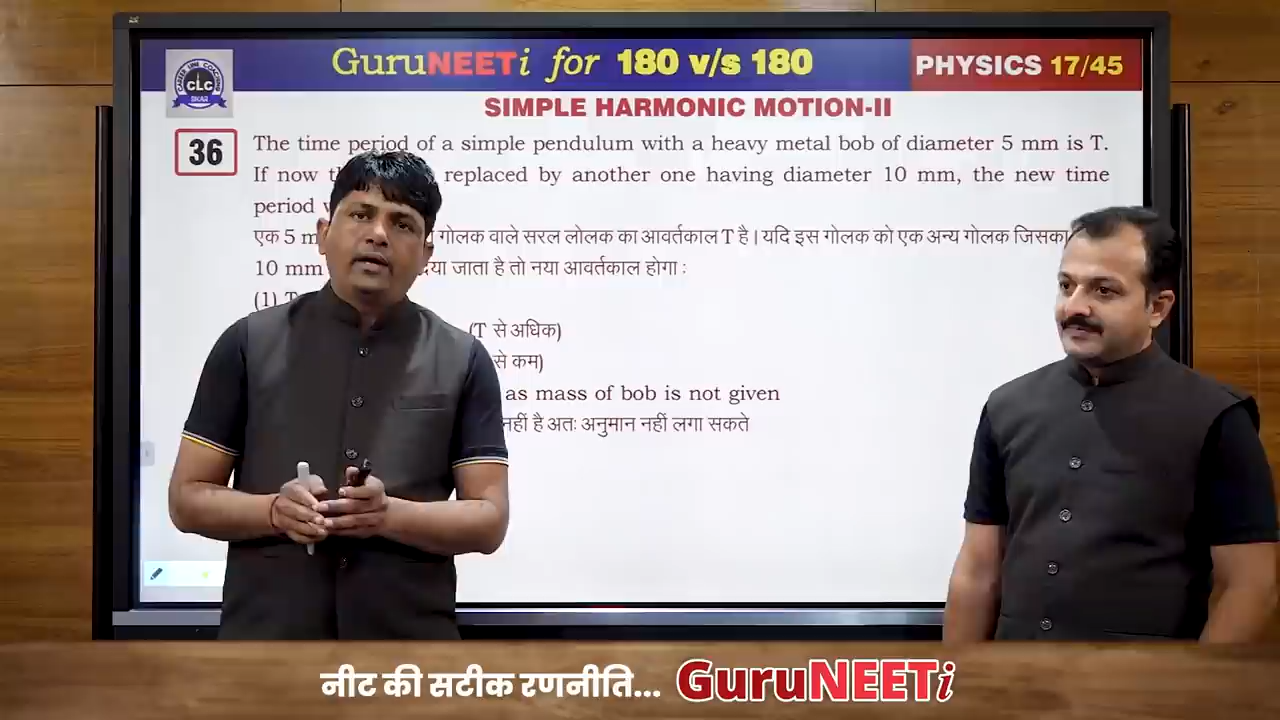 GuruNEETi for 180 v/s 180
PHYSICS 17/45
CLC
SIKAR
SIMPLE HARMONIC MOTION-II
36
The time period of a simple pendulum with a heavy metal bob of diameter 5 mm is T.
If now replaced by another one having diameter 10 mm, the new time
period
एक 5 गोलक वाले सरल लोलक का आवर्तकाल T है। यदि इस गोलक को एक अन्य गोलक
10 mm जाता है तो नया आवर्तकाल होगा :
(1) T
(T से अधिक)
से कम)
as mass of bob is not given
नहीं है अतः अनुमान नहीं लगा सकते
नीट की सटीक रणनीति... GuruNEETi